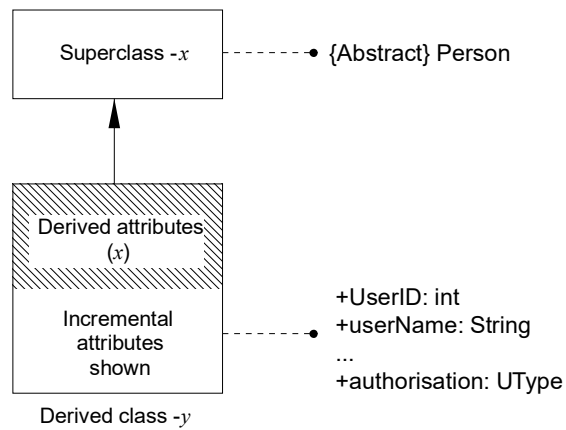 Superclass -x
{Abstract} Person
Derived attributes
(x)
Incremental
attributes
shown
+UserID: int
+userName: String
...
+authorisation: UType
Derived class -y